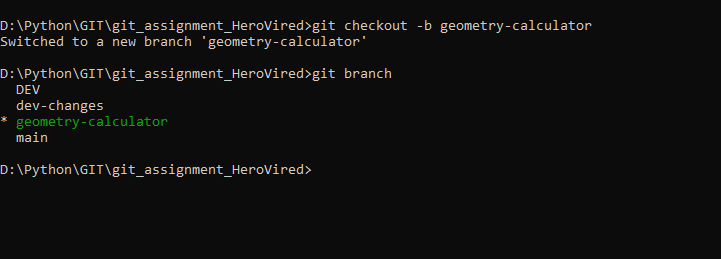 D:\Python\GIT\git_assignment_HeroVired>git checkout -b geometry-calculator
Switched to a new branch 'geometry-calculator'
D:\Python\GIT\git_assignment_HeroVired>git branch
  DEV
  dev-changes
* geometry-calculator
  main
D:\Python\GIT\git_assignment_HeroVired>